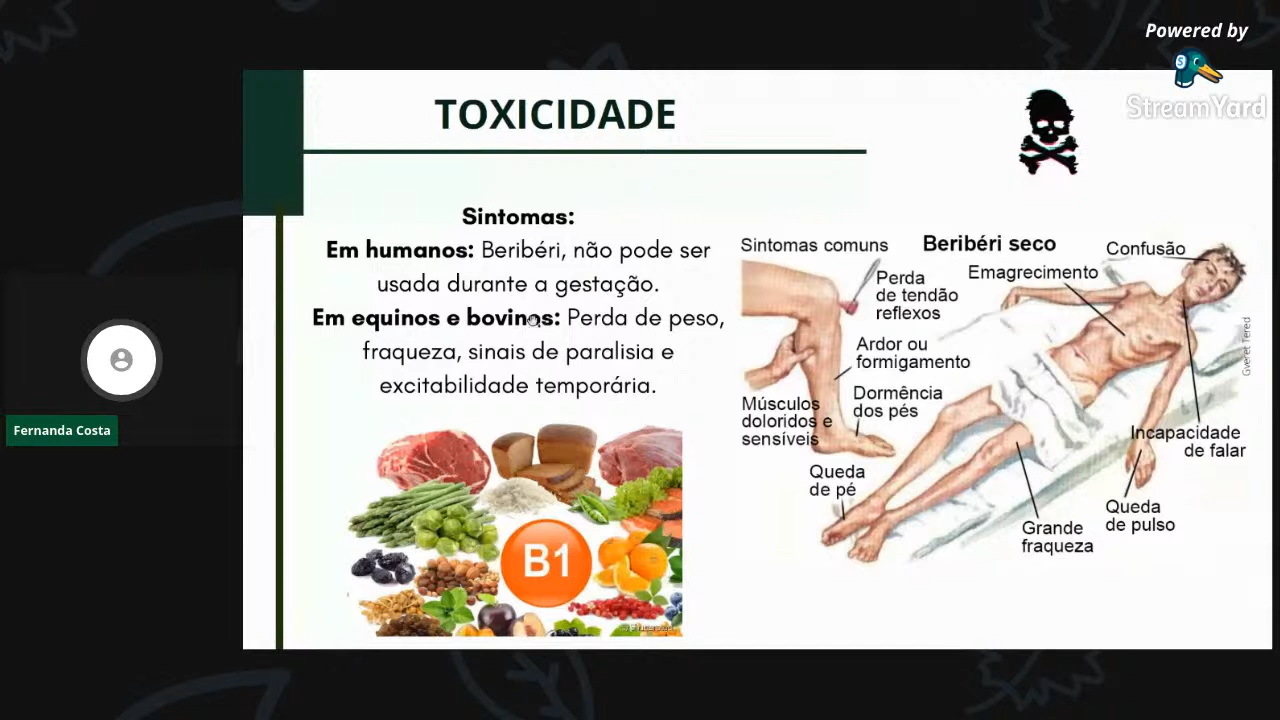 Powered by
StreamYard
TOXICIDADE
Sintomas:
Em humanos: Beribéri, não pode ser
usada durante a gestação.
Em equinos e bovinos: Perda de peso,
fraqueza, sinais de paralisia e
excitabilidade temporária.
B1
Sintomas comuns
Beribéri seco
Confusão
Emagrecimento
Perda
de tendão
reflexos
Ardor ou
formigamento
Dormência
dos pés
Músculos
doloridos e
sensíveis
Queda
de pé
Incapacidade
de falar
Queda
de pulso
Grande
fraqueza
Gveret Tered
Fernanda Costa